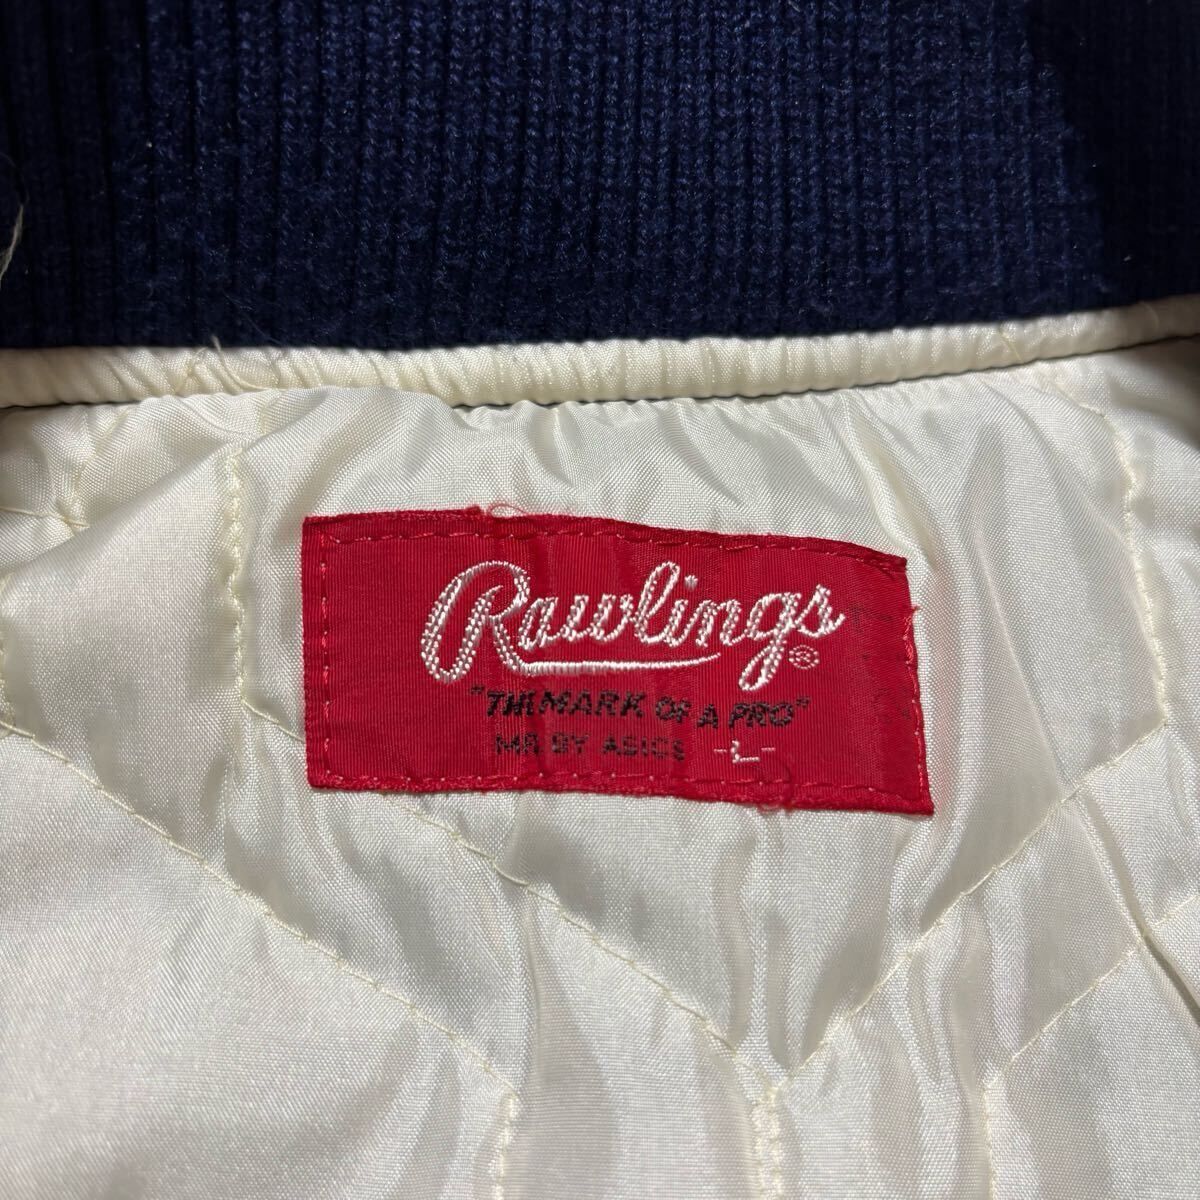 Rawlings®
"THE MARK OF A PRO"
MR BY ASICS -L-